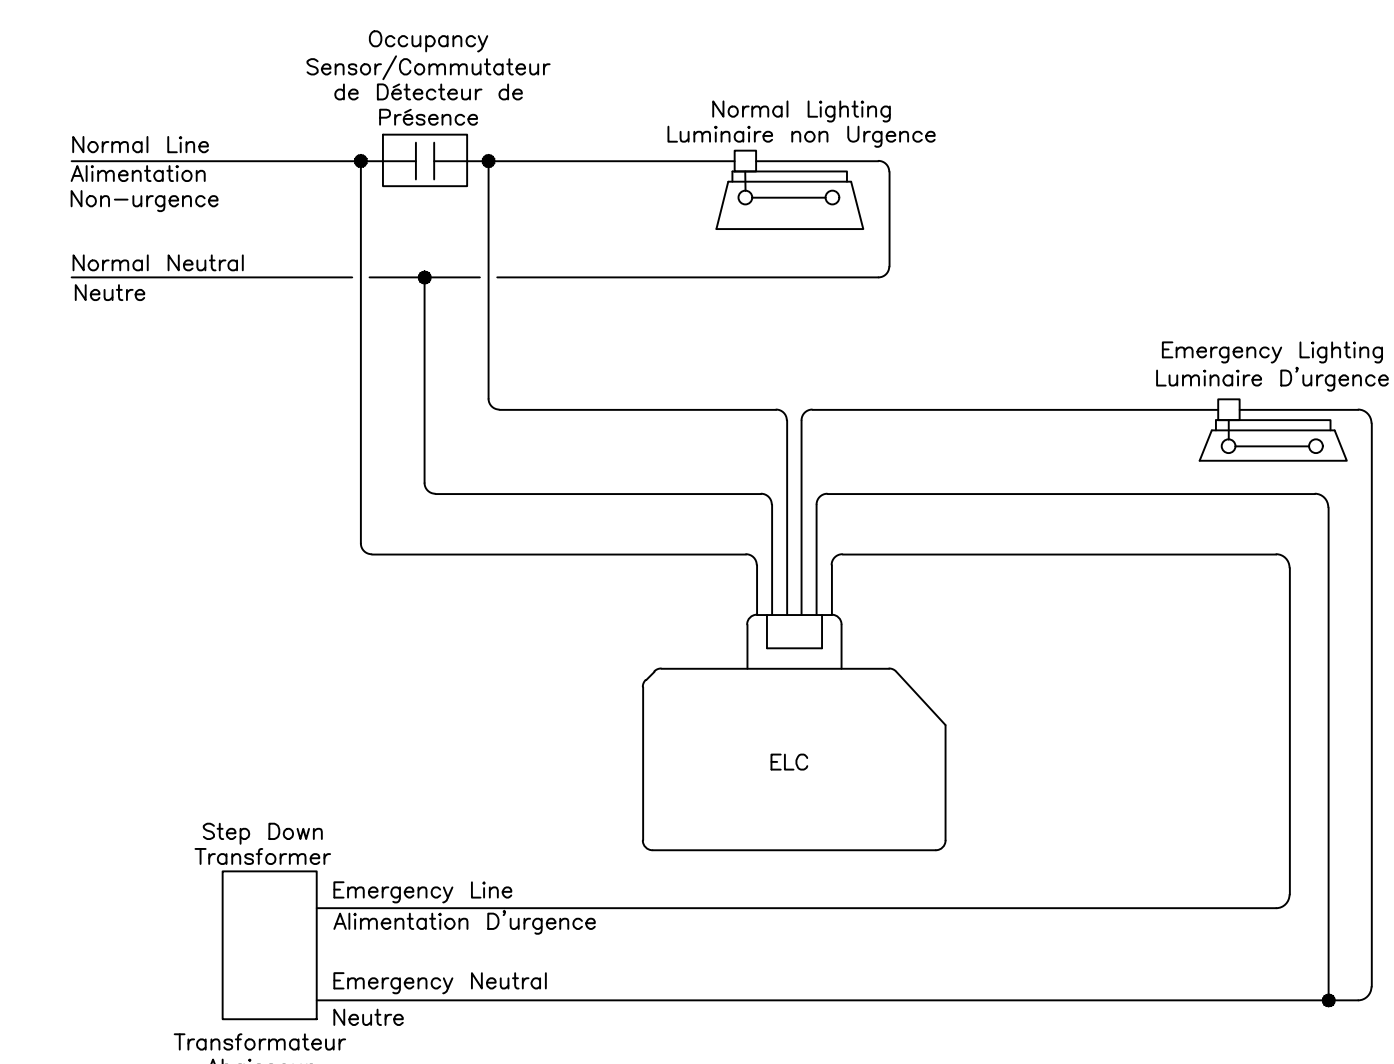 Occupancy
Sensor/Commutateur
de Détecteur de
Présence
Normal Lighting
Luminaire non Urgence
Normal Line
Alimentation
Non-urgence
Normal Neutral
Neutre
Emergency Lighting
Luminaire D'urgence
ELC
Step Down
Transformer
Emergency Line
Alimentation D'urgence
Emergency Neutral
Neutre
Transformateur